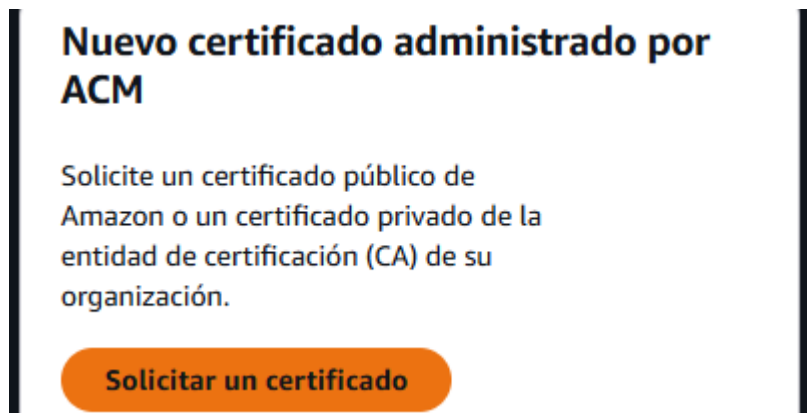 Nuevo certificado administrado por
ACM
Solicite un certificado público de
Amazon o un certificado privado de la
entidad de certificación (CA) de su
organización.
Solicitar un certificado